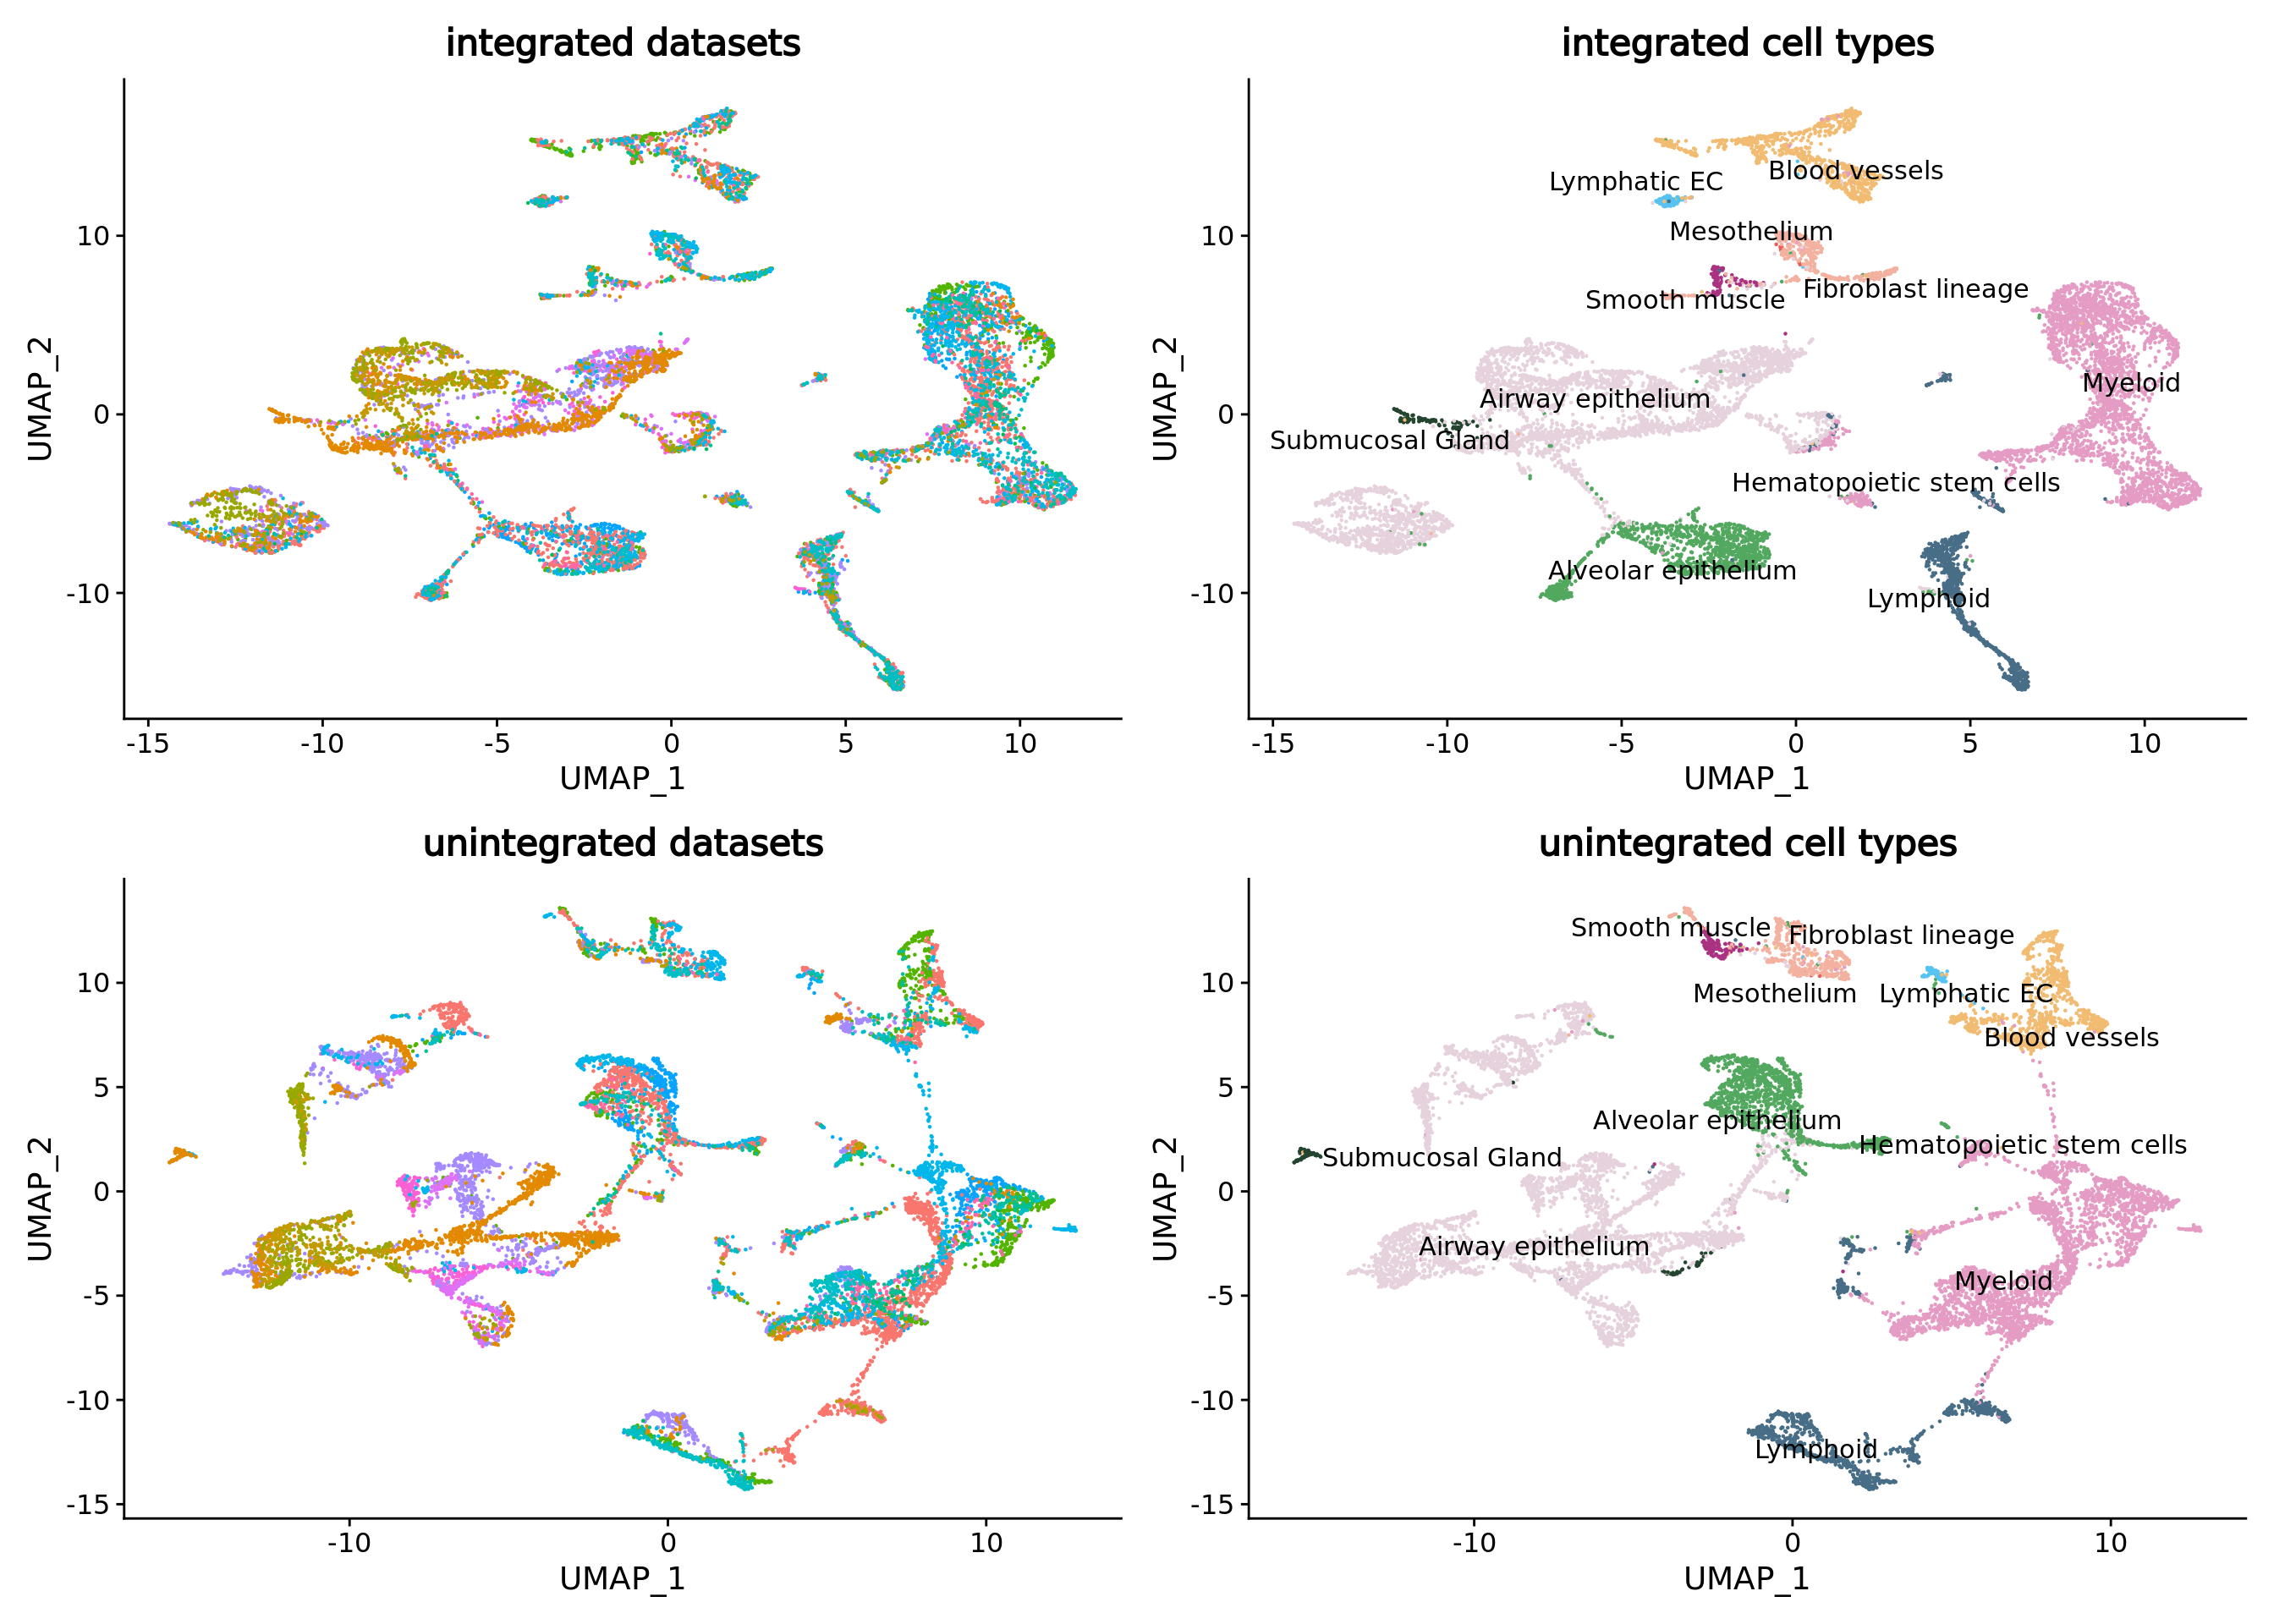 integrated datasets
UMAP_2
10
0
-10
-15
-10
-5
0
5
10
UMAP_1
integrated cell types
UMAP_2
10
0
-10
Blood vessels
Lymphatic EC
Mesothelium
Fibroblast lineage
Smooth muscle
Myeloid
Airway epithelium
Submucosal Gland
Hematopoietic stem cells
Alveolar epithelium
Lymphoid
-15
-10
-5
0
5
10
UMAP_1
unintegrated datasets
UMAP_2
10
5
0
-5
-10
-15
-10
0
10
UMAP_1
unintegrated cell types
UMAP_2
10
5
0
-5
-10
-15
Smooth muscle
Fibroblast lineage
Mesothelium
Lymphatic EC
Blood vessels
Alveolar epithelium
Hematopoietic stem cells
Submucosal Gland
Airway epithelium
Myeloid
Lymphoid
-10
0
10
UMAP_1